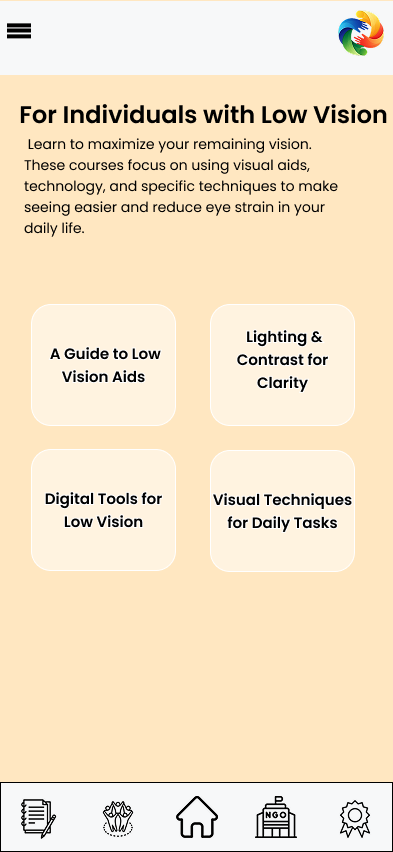 For Individuals with Low Vision
Learn to maximize your remaining vision.
These courses focus on using visual aids,
technology, and specific techniques to make
seeing easier and reduce eye strain in your
daily life.
A Guide to Low
Vision Aids
Lighting &
Contrast for
Clarity
Digital Tools for
Low Vision
Visual Techniques
for Daily Tasks
NGO